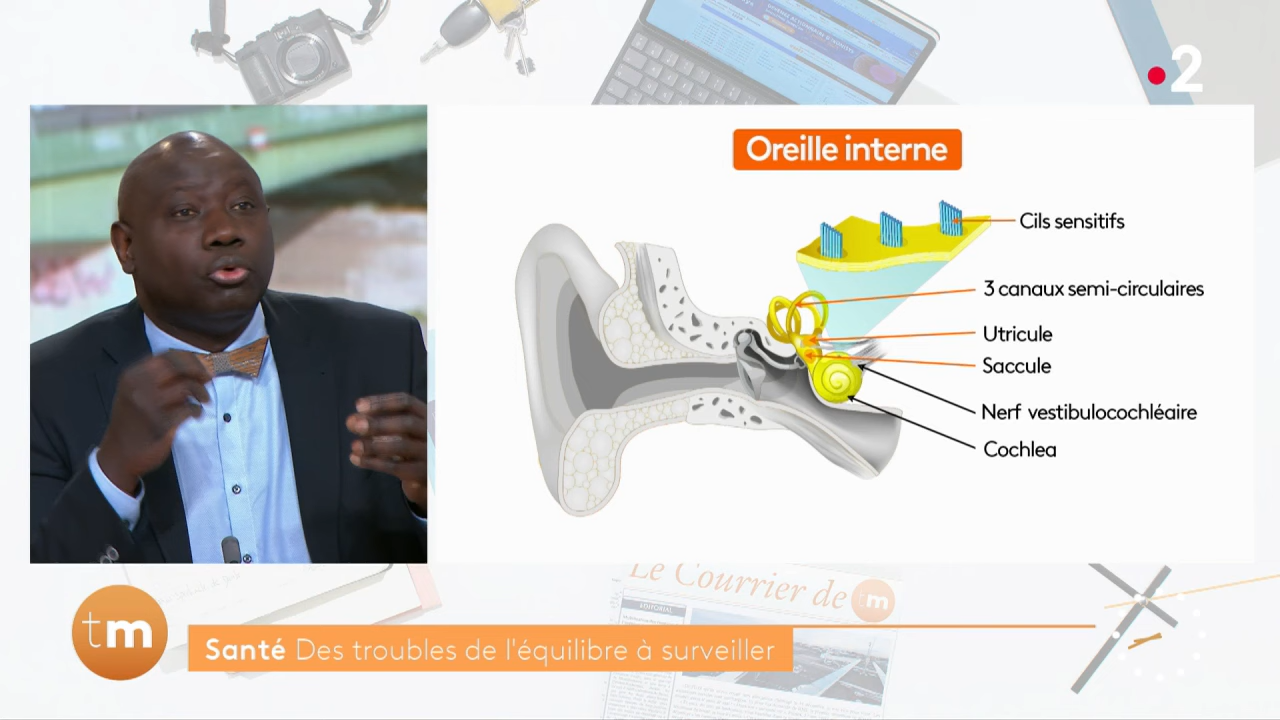 2
Oreille interne
Cils sensitifs
3 canaux semi-circulaires
Utricule
Saccule
Nerf vestibulocochléaire
Cochlea
Le Courrier de tm
tm
Santé Des troubles de l'équilibre à surveiller